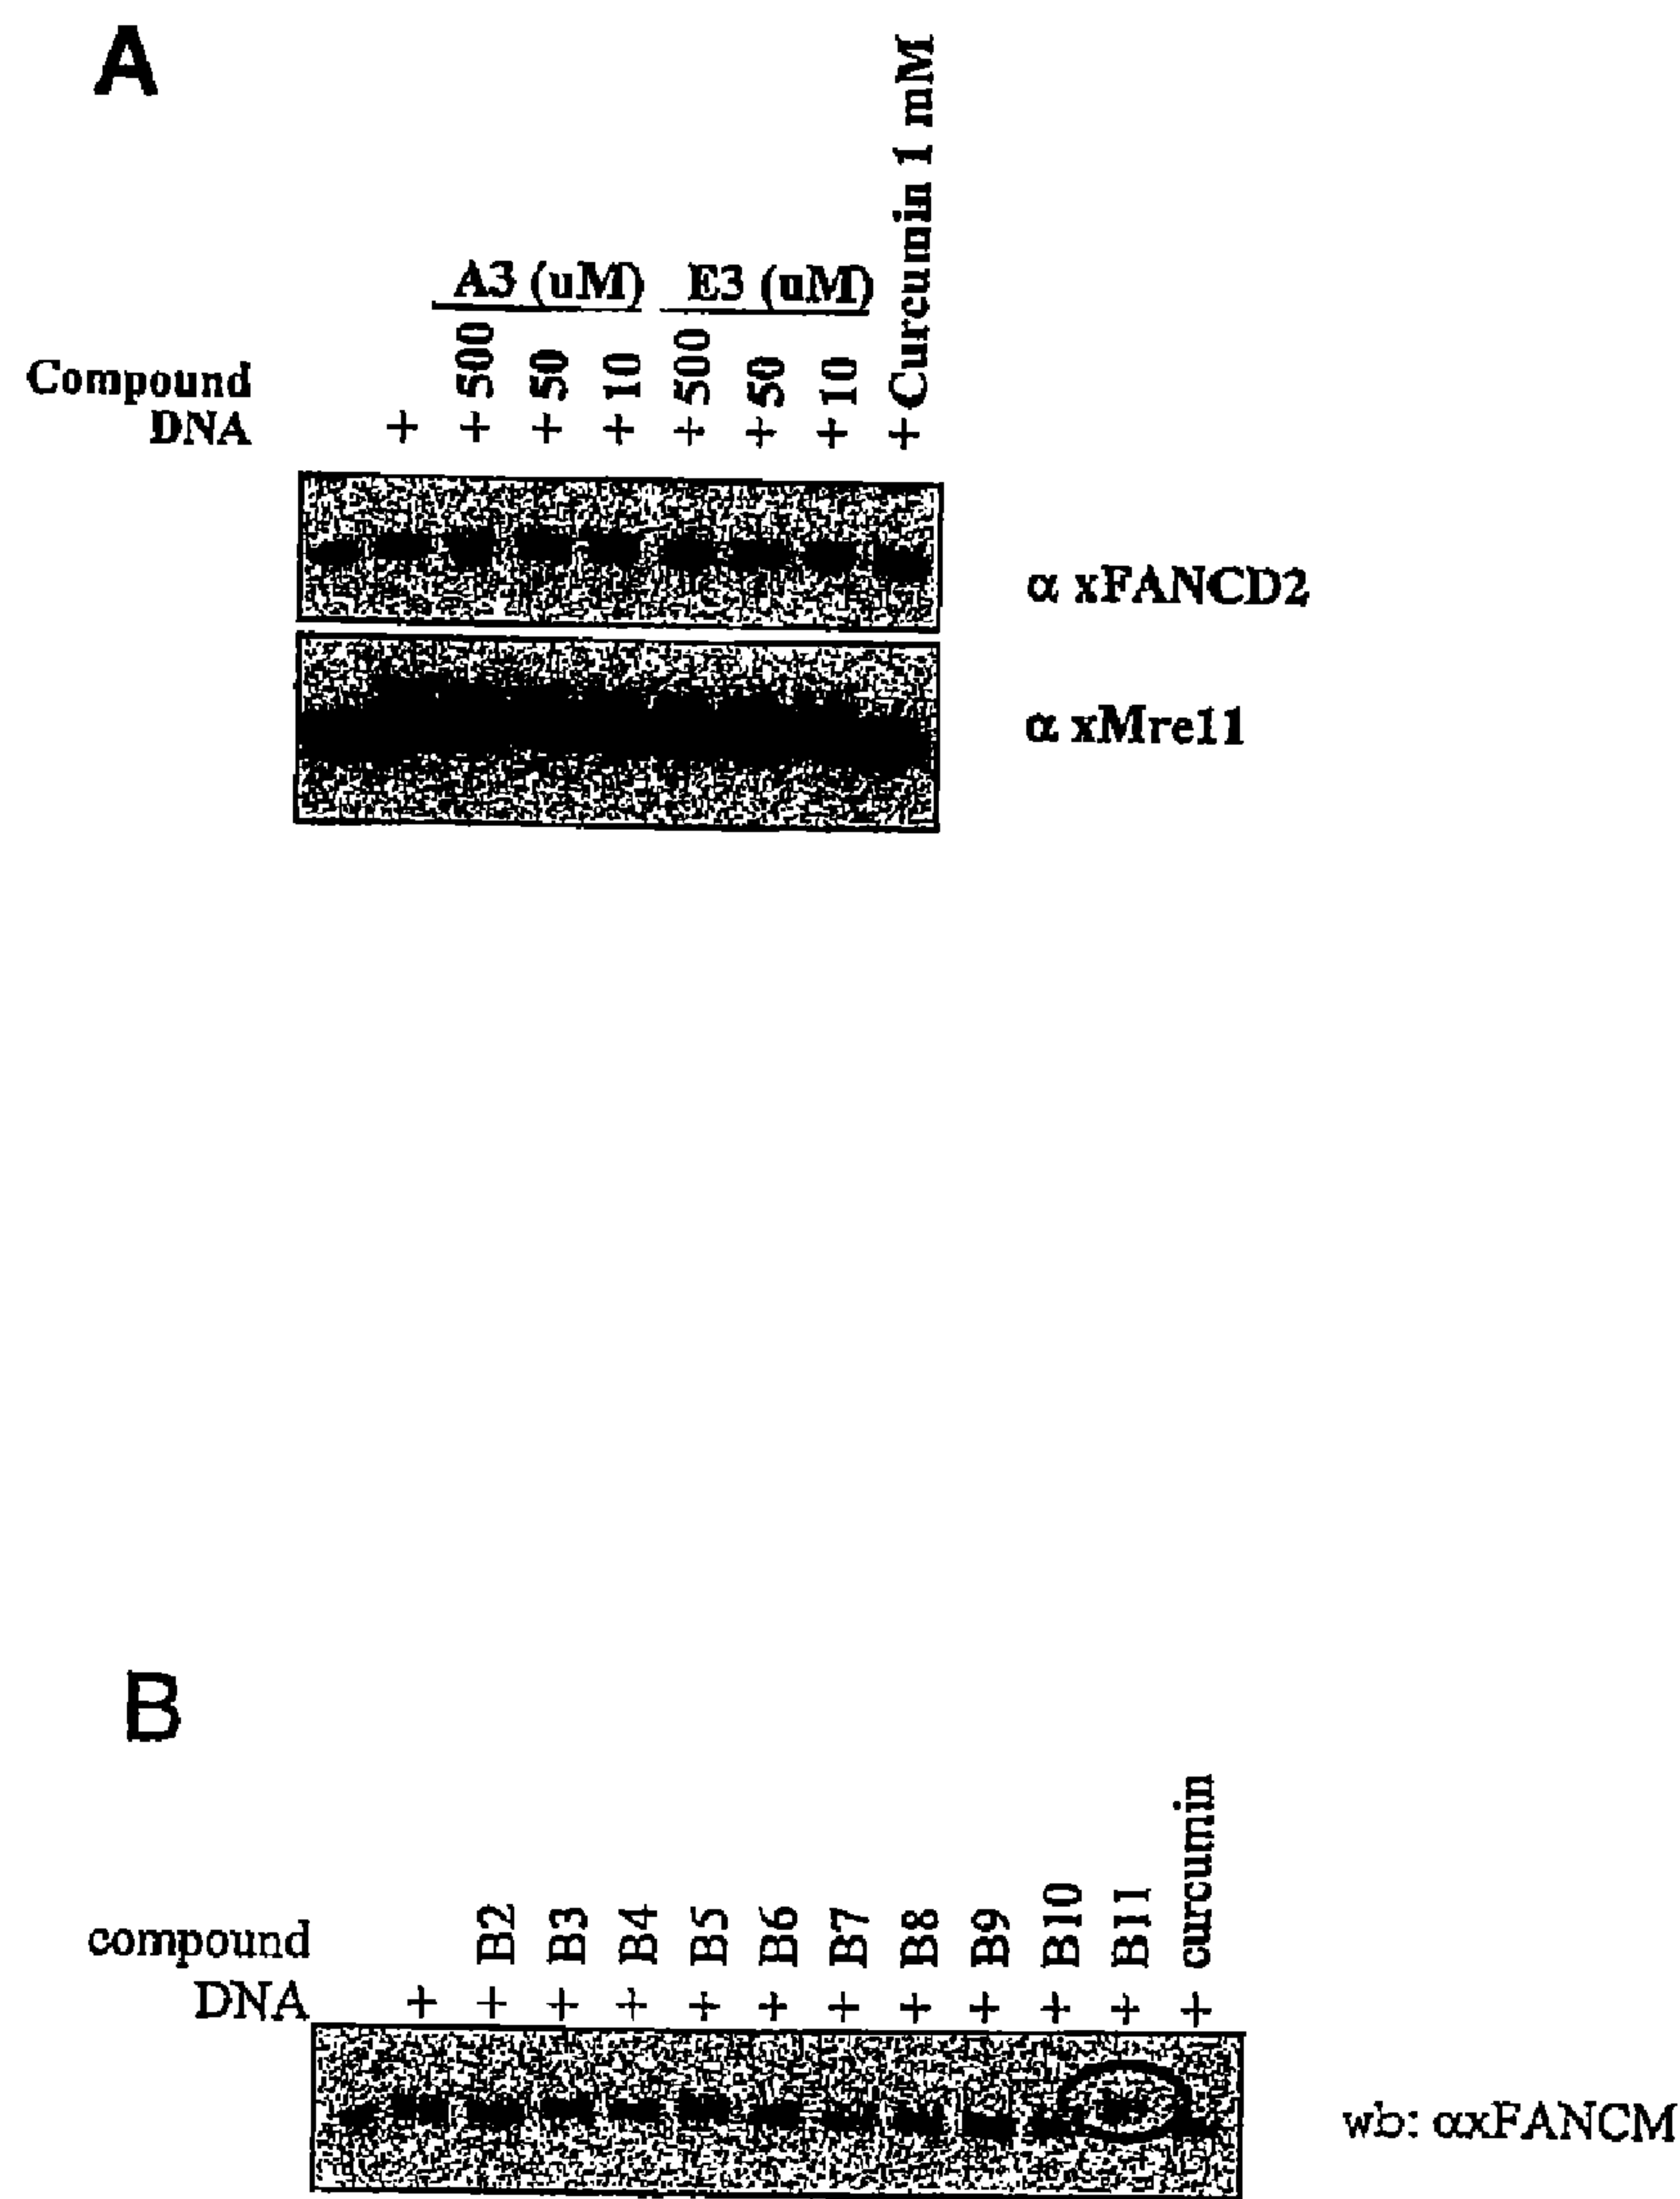 A
A3 (uM) E3 (uM) Curcumin 1 mM
Compound 500 50 10 500 50 10
DNA + + + + + + + +
α xFANCD2
α xMre11
B
compound B2 B3 B4 B5 B6 B7 B8 B9 B10 B11 curcumin
DNA + + + + + + + + + + + +
wb: αxFANCM